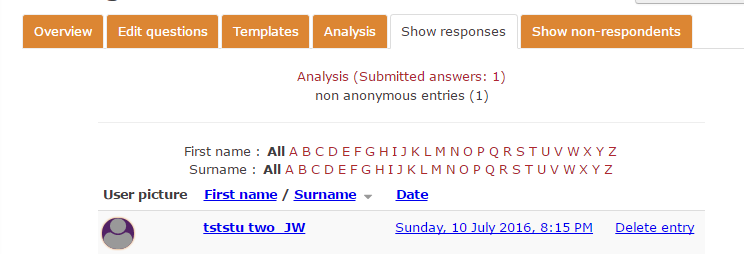 Overview Edit questions Templates Analysis Show responses Show non-respondents
Analysis (Submitted answers: 1)
non anonymous entries (1)
First name : All A B C D E F G H I J K L M N O P Q R S T U V W X Y Z
Surname : All A B C D E F G H I J K L M N O P Q R S T U V W X Y Z
User picture First name / Surname Date
tststu two_JW Sunday, 10 July 2016, 8:15 PM Delete entry